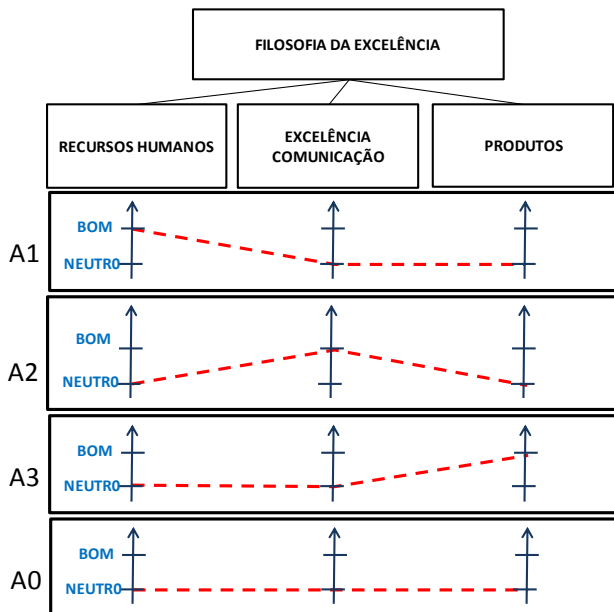 FILOSOFIA DA EXCELÊNCIA
RECURSOS HUMANOS
EXCELÊNCIA
COMUNICAÇÃO
PRODUTOS
A1
BOM
NEUTR0
A2
BOM
NEUTR0
A3
BOM
NEUTR0
A0
BOM
NEUTR0